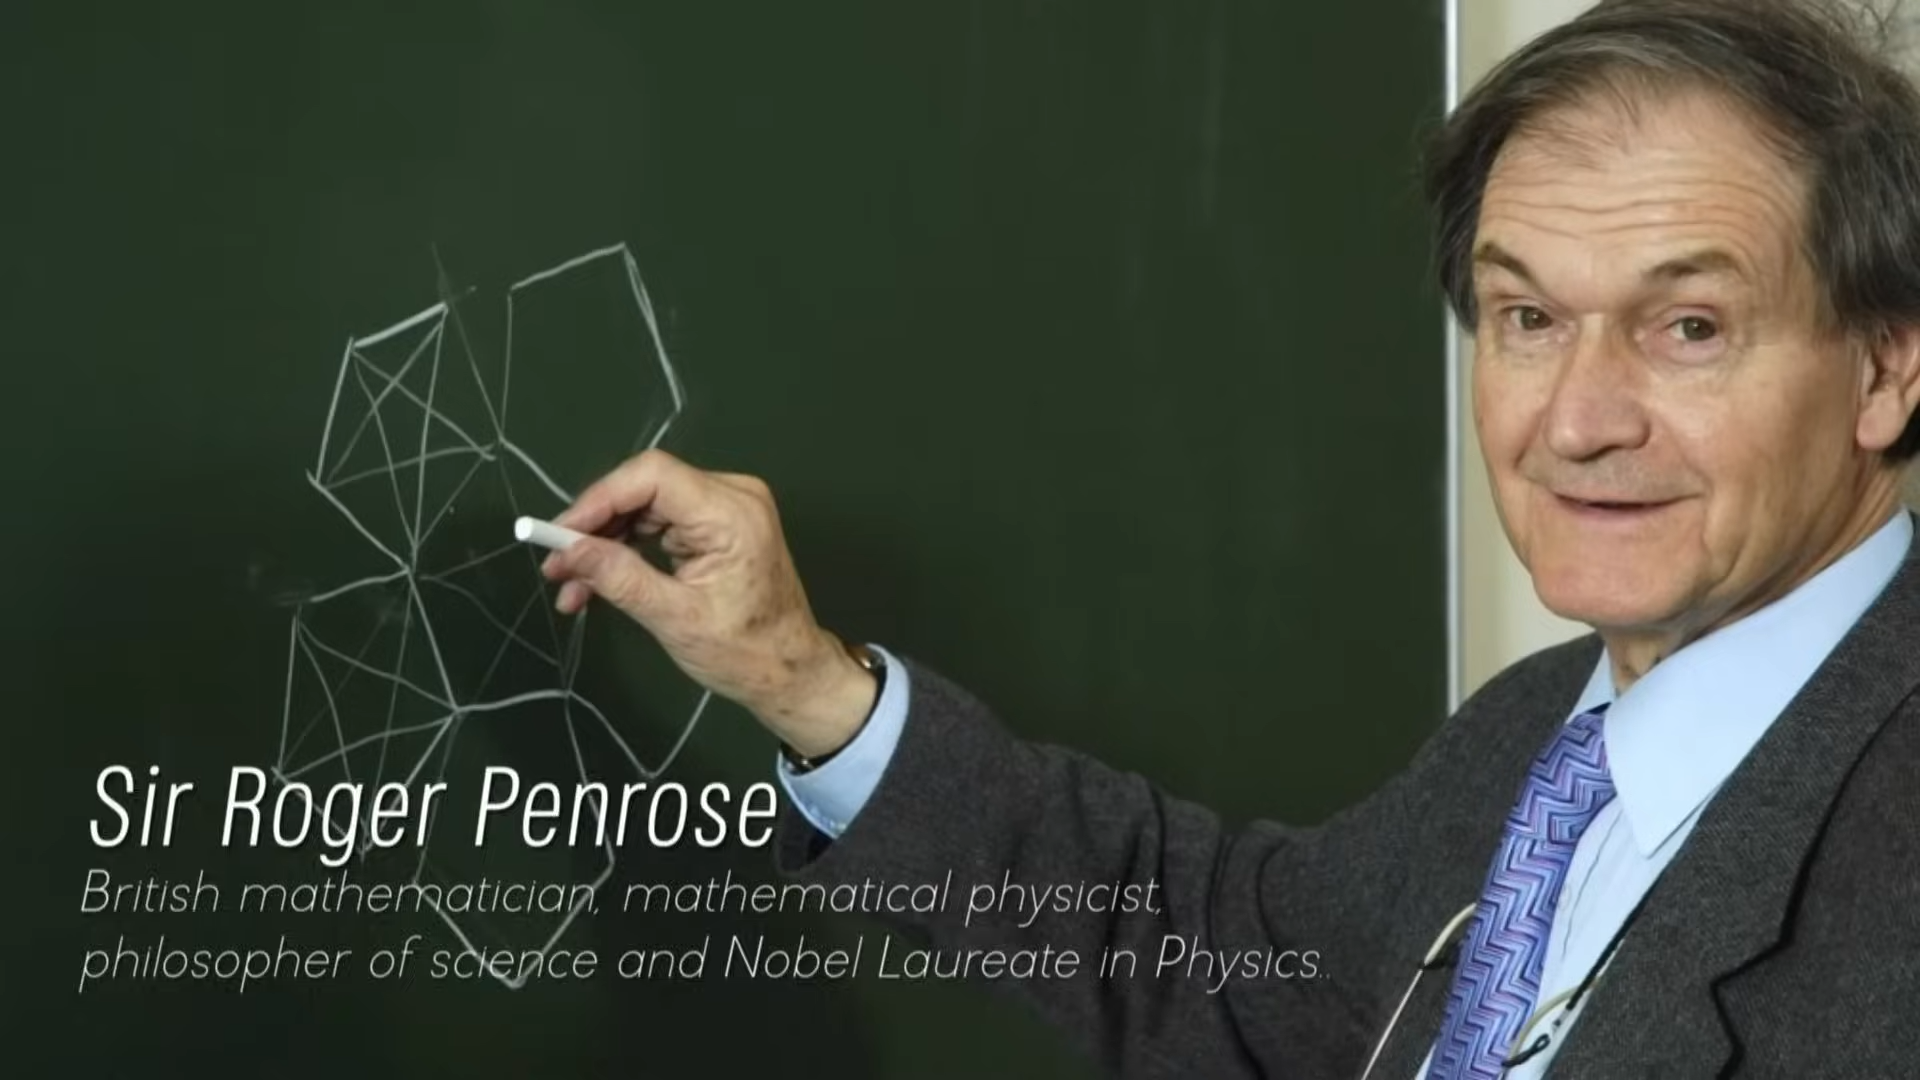 Sir Roger Penrose
British mathematician, mathematical physicist,
philosopher of science and Nobel Laureate in Physics..